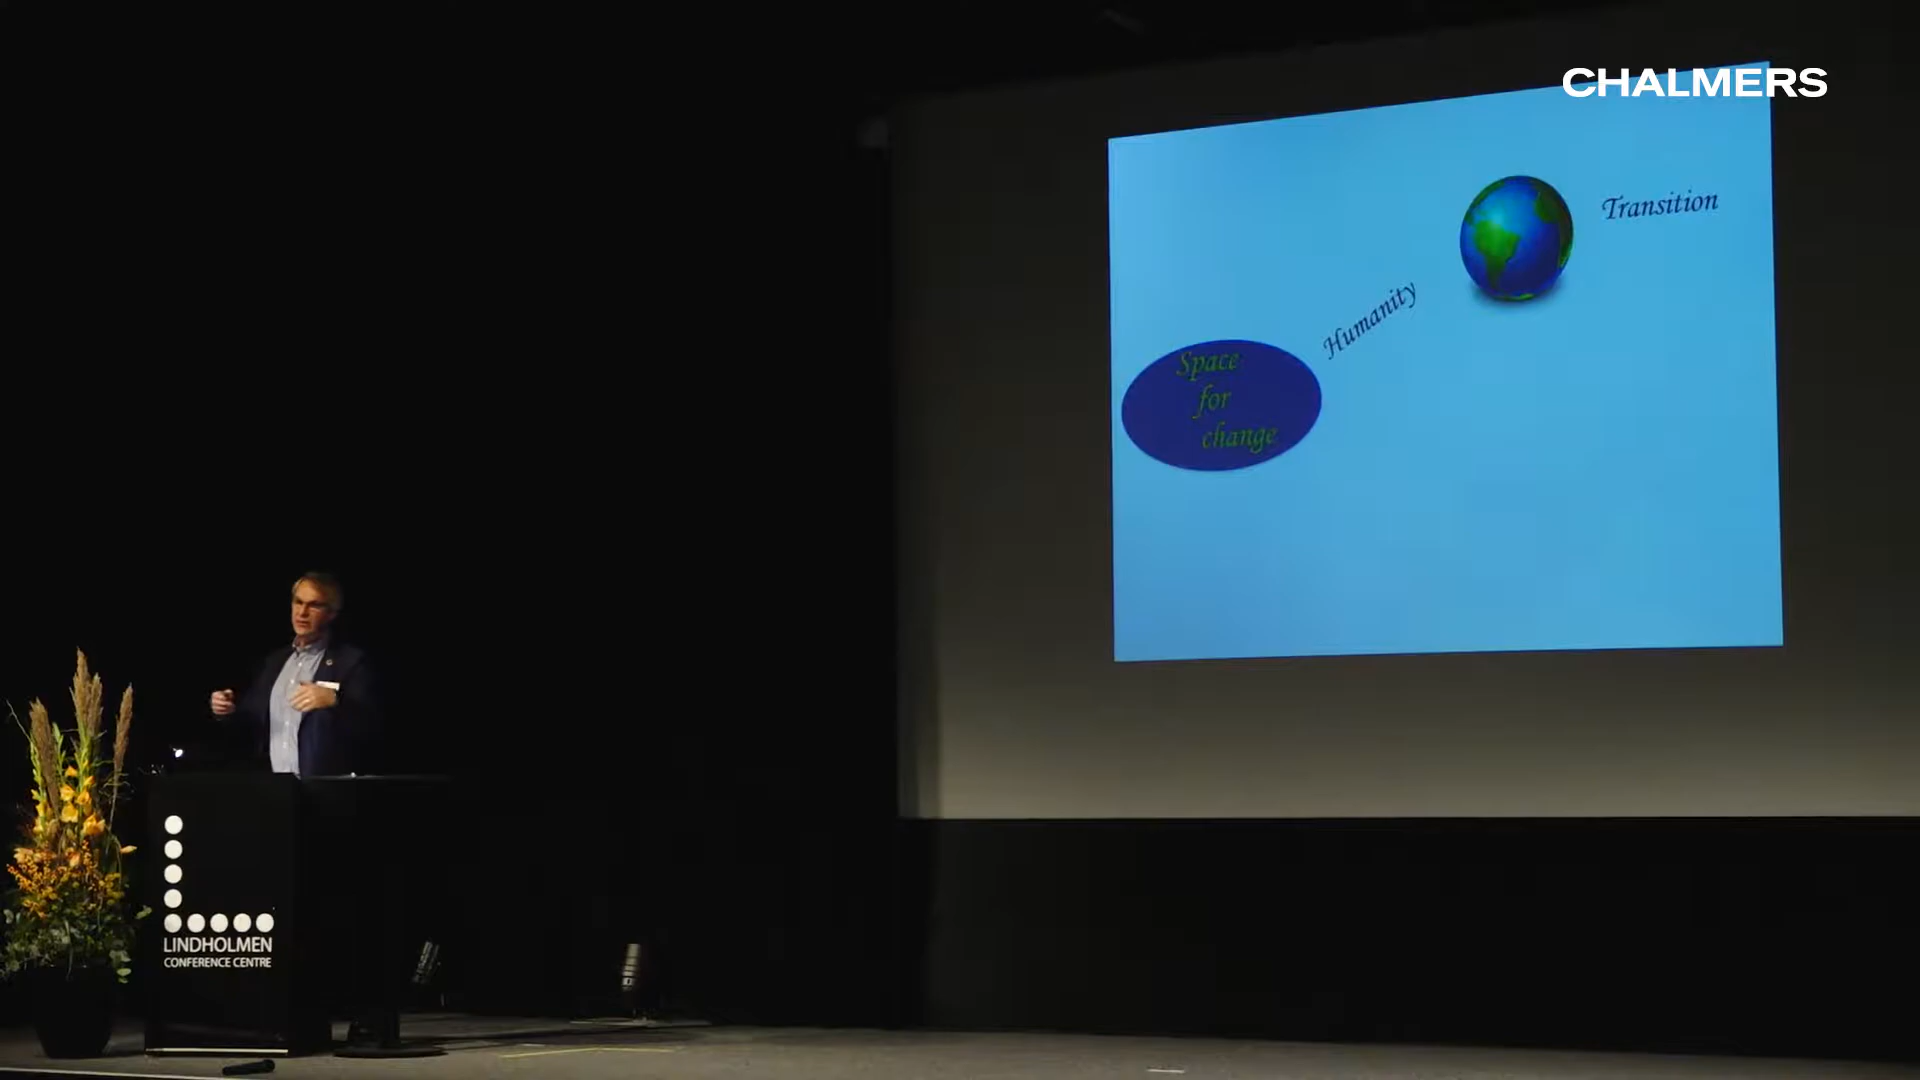 CHALMERS
Transition
Humanity
Space
for
change
LINDHOLMEN
CONFERENCE CENTRE